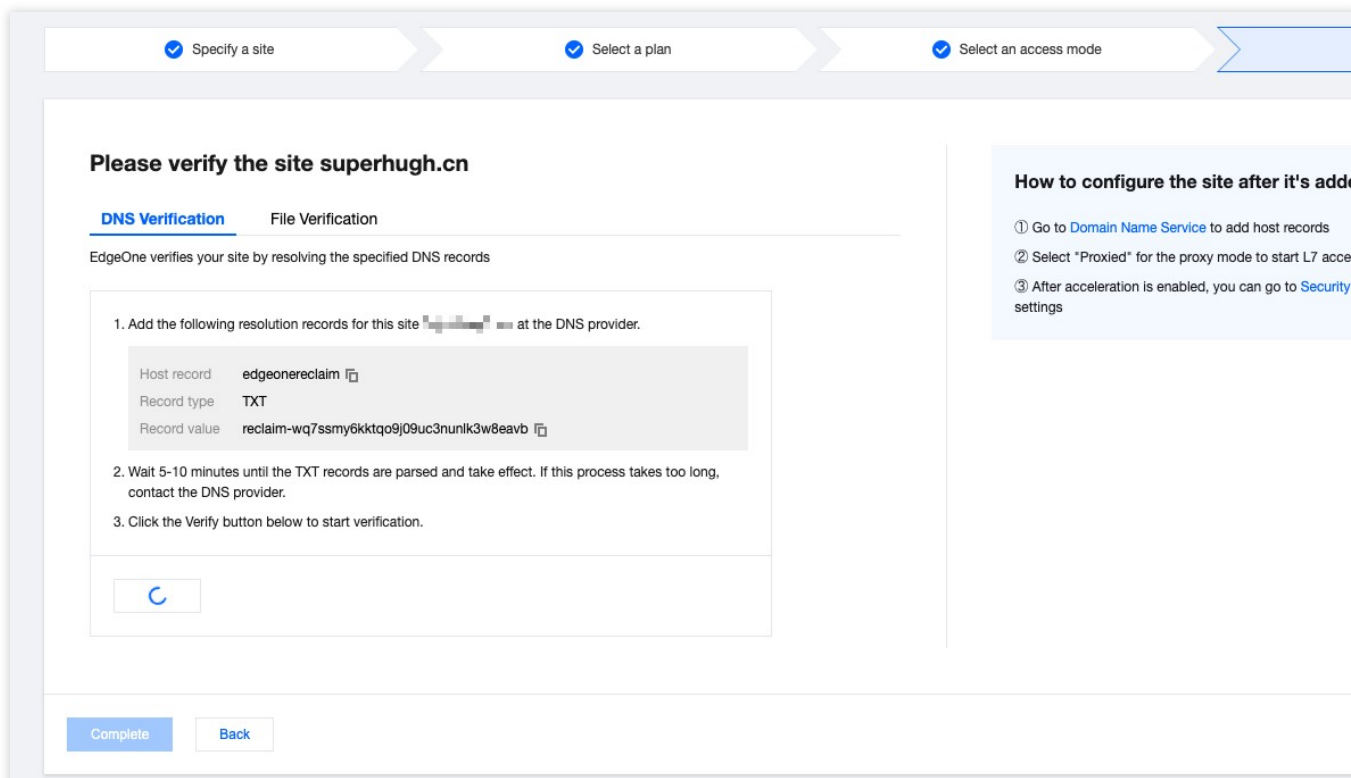 Specify a site
Select a plan
Select an access mode
Please verify the site superhugh.cn
DNS Verification
File Verification
EdgeOne verifies your site by resolving the specified DNS records
1. Add the following resolution records for this site at the DNS provider.
Host record edgeonereclaim
Record type TXT
Record value reclaim-wq7ssmy6kktqo9j09uc3nunlk3w8eavb
2. Wait 5-10 minutes until the TXT records are parsed and take effect. If this process takes too long,
contact the DNS provider.
3. Click the Verify button below to start verification.
Complete
Back
How to configure the site after it's adde
① Go to Domain Name Service to add host records
② Select "Proxied" for the proxy mode to start L7 acce
③ After acceleration is enabled, you can go to Security
settings